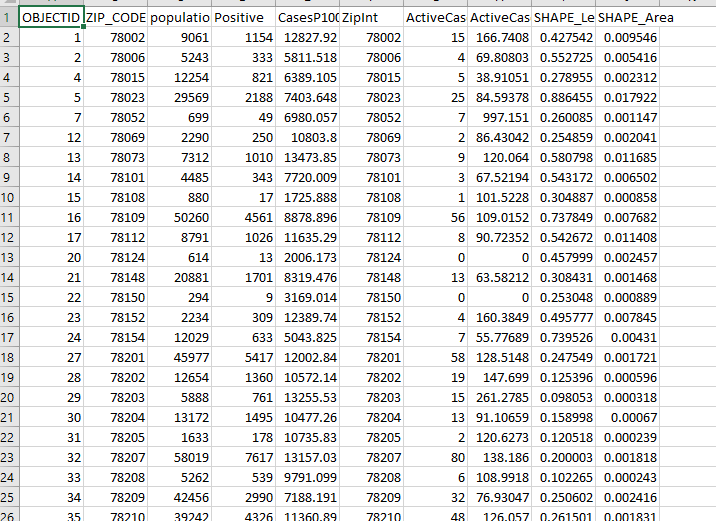 1 OBJECTID ZIP_CODE populatio Positive CasesP100 ZipInt ActiveCas ActiveCas SHAPE_Le SHAPE_Area
2 1 78002 9061 1154 12827.92 78002 15 166.7408 0.427542 0.009546
3 2 78006 5243 333 5811.518 78006 4 69.80803 0.552725 0.005416
4 4 78015 12254 821 6389.105 78015 5 38.91051 0.278955 0.002312
5 5 78023 29569 2188 7403.648 78023 25 84.59378 0.886455 0.017922
6 7 78052 699 49 6980.057 78052 7 997.151 0.260085 0.001147
7 12 78069 2290 250 10803.8 78069 2 86.43042 0.254859 0.002041
8 13 78073 7312 1010 13473.85 78073 9 120.064 0.580798 0.011685
9 14 78101 4485 343 7720.009 78101 3 67.52194 0.543172 0.006502
10 15 78108 880 17 1725.888 78108 1 101.5228 0.304887 0.000858
11 16 78109 50260 4561 8878.896 78109 56 109.0152 0.737849 0.007682
12 17 78112 8791 1026 11635.29 78112 8 90.72352 0.542672 0.011408
13 20 78124 614 13 2006.173 78124 0 0 0.457999 0.002457
14 21 78148 20881 1701 8319.476 78148 13 63.58212 0.308431 0.001468
15 22 78150 294 9 3169.014 78150 0 0 0.253048 0.000889
16 23 78152 2234 309 12389.74 78152 4 160.3849 0.495777 0.007845
17 24 78154 12029 633 5043.825 78154 7 55.77689 0.739526 0.00431
18 27 78201 45977 5417 12002.84 78201 58 128.5148 0.247549 0.001721
19 28 78202 12654 1360 10572.14 78202 19 147.699 0.125396 0.000596
20 29 78203 5888 761 13255.53 78203 15 261.2785 0.098053 0.000318
21 30 78204 13172 1495 10477.26 78204 13 91.10659 0.158998 0.00067
22 31 78205 1633 178 10735.83 78205 2 120.6273 0.120518 0.000239
23 32 78207 58019 7617 13157.03 78207 80 138.186 0.200003 0.001818
24 33 78208 5262 539 9791.099 78208 6 108.9918 0.102265 0.000243
25 34 78209 42456 2990 7188.191 78209 32 76.93047 0.250602 0.002416
26 35 78210 39242 4326 11360.89 78210 48 126.057 0.261501 0.001831